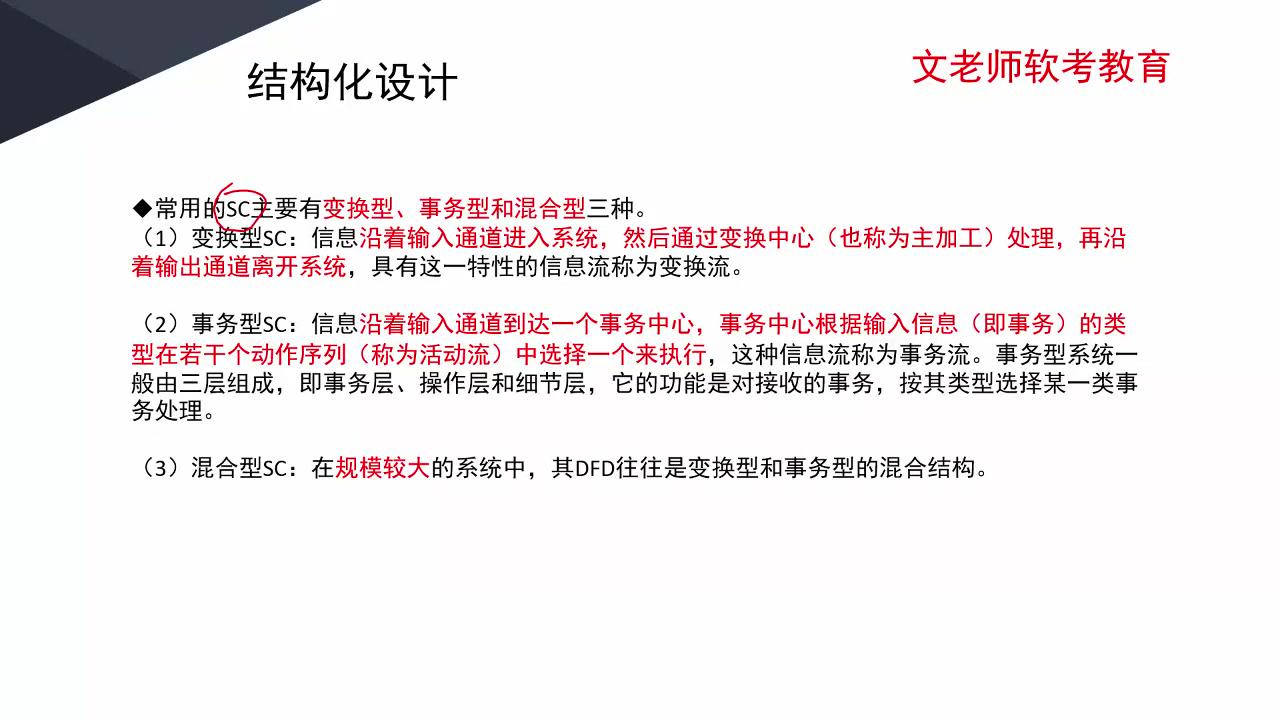 结构化设计
文老师软考教育
◆常用的SC主要有变换型、事务型和混合型三种。
（1）变换型SC：信息沿着输入通道进入系统，然后通过变换中心（也称为主加工）处理，再沿
着输出通道离开系统，具有这一特性的信息流称为变换流。
（2）事务型SC：信息沿着输入通道到达一个事务中心，事务中心根据输入信息（即事务）的类
型在若干个动作序列（称为活动流）中选择一个来执行，这种信息流称为事务流。事务型系统一
般由三层组成，即事务层、操作层和细节层，它的功能是对接收的事务，按其类型选择某一类事
务处理。
（3）混合型SC：在规模较大的系统中，其DFD往往是变换型和事务型的混合结构。